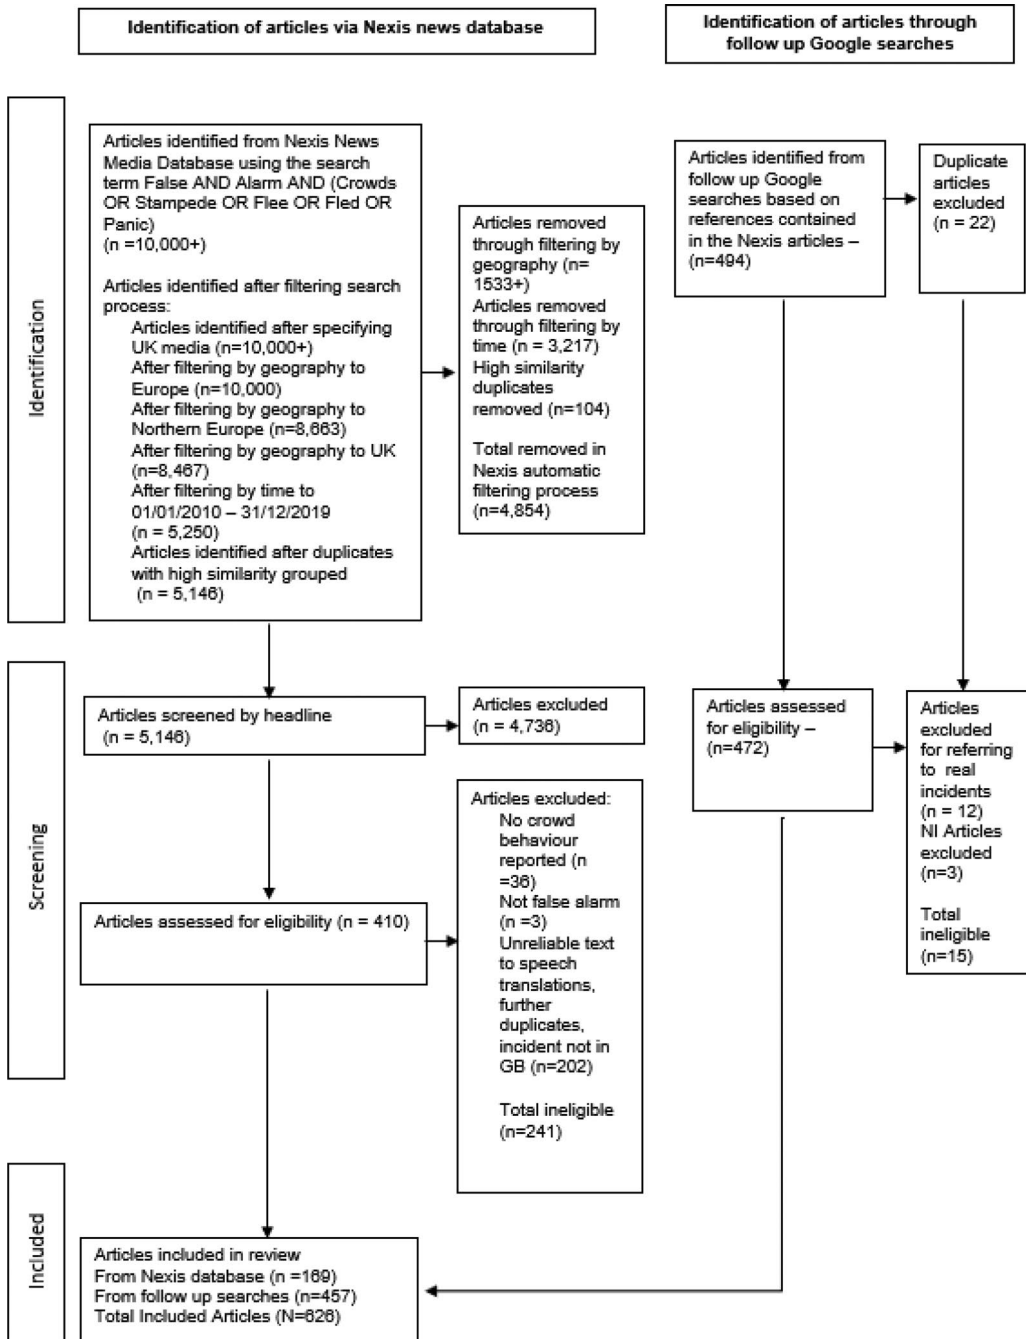 Identification of articles via Nexis news database
Identification of articles through
follow up Google searches
Identification
Articles identified from Nexis News
Media Database using the search
term False AND Alarm AND (Crowds
OR Stampede OR Flee OR Fled OR
Panic)
(n =10,000+)
Articles identified after filtering search
process:
Articles identified after specifying
UK media (n=10,000+)
After filtering by geography to
Europe (n=10,000)
After filtering by geography to
Northern Europe (n=8,663)
After filtering by geography to UK
(n=8,467)
After filtering by time to
01/01/2010 – 31/12/2019
(n = 5,250)
Articles identified after duplicates
with high similarity grouped
(n = 5,146)
Articles removed
through filtering by
geography (n=
1533+)
Articles removed
through filtering by
time (n = 3,217)
High similarity
duplicates
removed (n=104)
Total removed in
Nexis automatic
filtering process
(n=4,854)
Articles identified from
follow up Google
searches based on
references contained
in the Nexis articles –
(n=494)
Duplicate
articles
excluded
(n = 22)
Screening
Articles screened by headline
(n = 5,146)
Articles excluded
(n = 4,736)
Articles assessed for eligibility (n = 410)
Articles excluded:
No crowd
behaviour
reported (n
=36)
Not false alarm
(n =3)
Unreliable text
to speech
translations,
further
duplicates,
incident not in
GB (n=202)
Total ineligible
(n=241)
Articles assessed
for eligibility –
(n=472)
Articles
excluded
for referring
to real
incidents
(n = 12)
NI Articles
excluded
(n=3)
Total
ineligible
(n=15)
Included
Articles included in review
From Nexis database (n =169)
From follow up searches (n=457)
Total Included Articles (N=626)